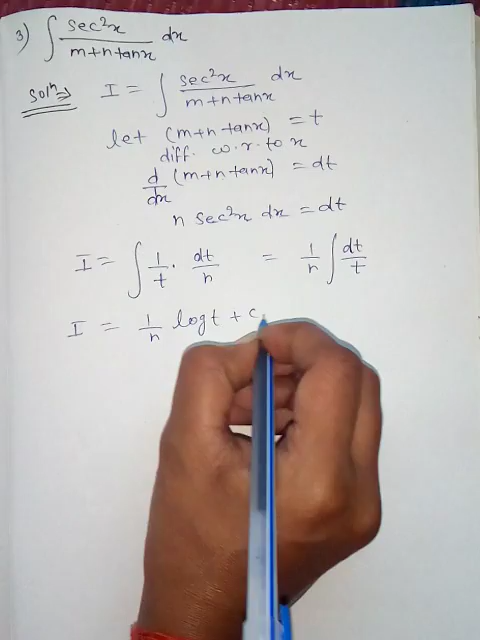 3) ∫ sec²x / m+n tanx dx
Solⁿ⇒ I = ∫ sec²x / m+n tanx dx
let (m+n tanx) = t
diff. w.r.to x
d/dx (m+n tanx) = dt
n sec²x dx = dt
I = ∫ 1/t · dt/n = 1/n ∫ dt/t
I = 1/n log t + c